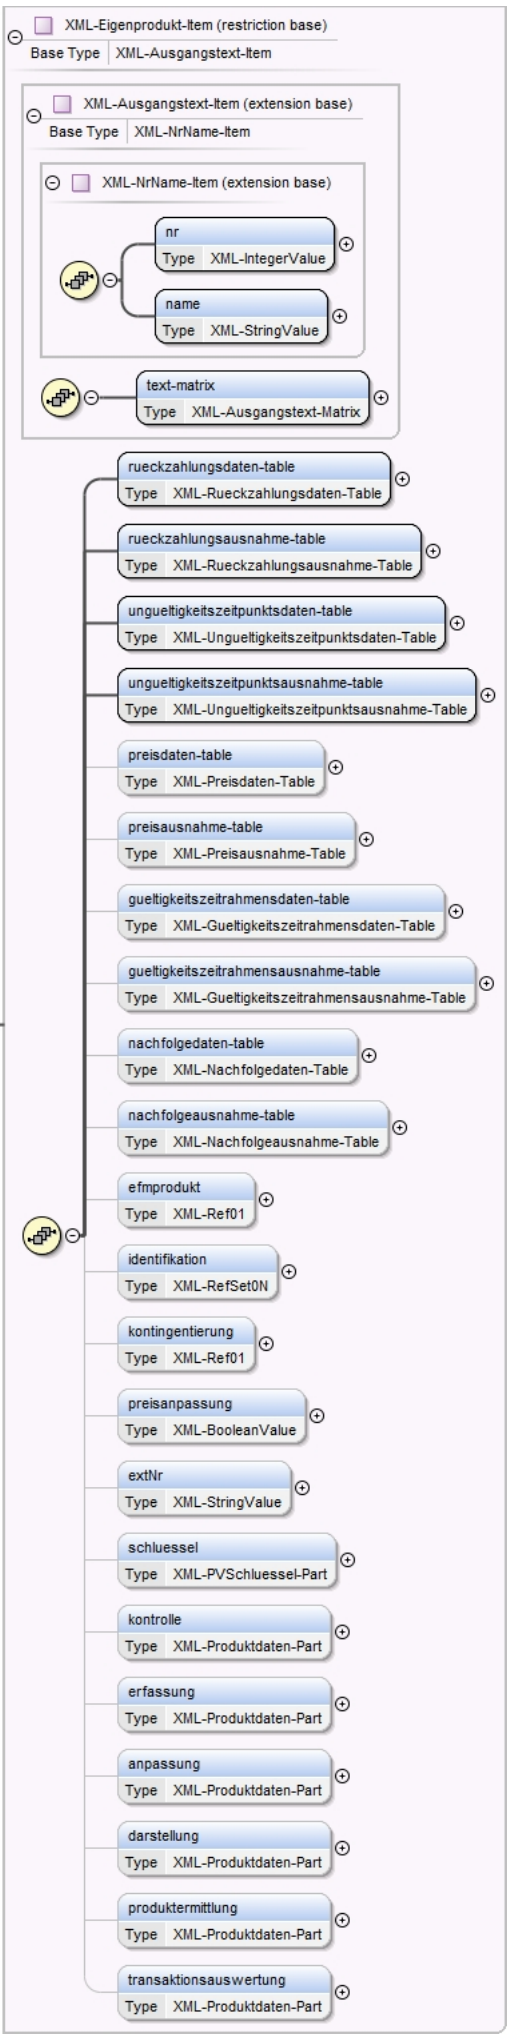 XML-Eigenprodukt-Item (restriction base)
Base Type XML-Ausgangstext-Item
XML-Ausgangstext-Item (extension base)
Base Type XML-NrName-Item
XML-NrName-Item (extension base)
nr
Type XML-IntegerValue
name
Type XML-StringValue
text-matrix
Type XML-Ausgangstext-Matrix
rueckzahlungsdaten-table
Type XML-Rueckzahlungsdaten-Table
rueckzahlungsausnahme-table
Type XML-Rueckzahlungsausnahme-Table
ungueltigkeitszeitpunktsdaten-table
Type XML-Ungueltigkeitszeitpunktsdaten-Table
ungueltigkeitszeitpunktsausnahme-table
Type XML-Ungueltigkeitszeitpunktsausnahme-Table
preisdaten-table
Type XML-Preisdaten-Table
preisausnahme-table
Type XML-Preisausnahme-Table
gueltigkeitszeitrahmensdaten-table
Type XML-Gueltigkeitszeitrahmensdaten-Table
gueltigkeitszeitrahmensausnahme-table
Type XML-Gueltigkeitszeitrahmensausnahme-Table
nachfolgedaten-table
Type XML-Nachfolgedaten-Table
nachfolgeausnahme-table
Type XML-Nachfolgeausnahme-Table
efmprodukt
Type XML-Ref01
identifikation
Type XML-RefSet0N
kontingentierung
Type XML-Ref01
preisanpassung
Type XML-BooleanValue
extNr
Type XML-StringValue
schluessel
Type XML-PVSchluessel-Part
kontrolle
Type XML-Produktdaten-Part
erfassung
Type XML-Produktdaten-Part
anpassung
Type XML-Produktdaten-Part
darstellung
Type XML-Produktdaten-Part
produktermittlung
Type XML-Produktdaten-Part
transaktionsauswertung
Type XML-Produktdaten-Part